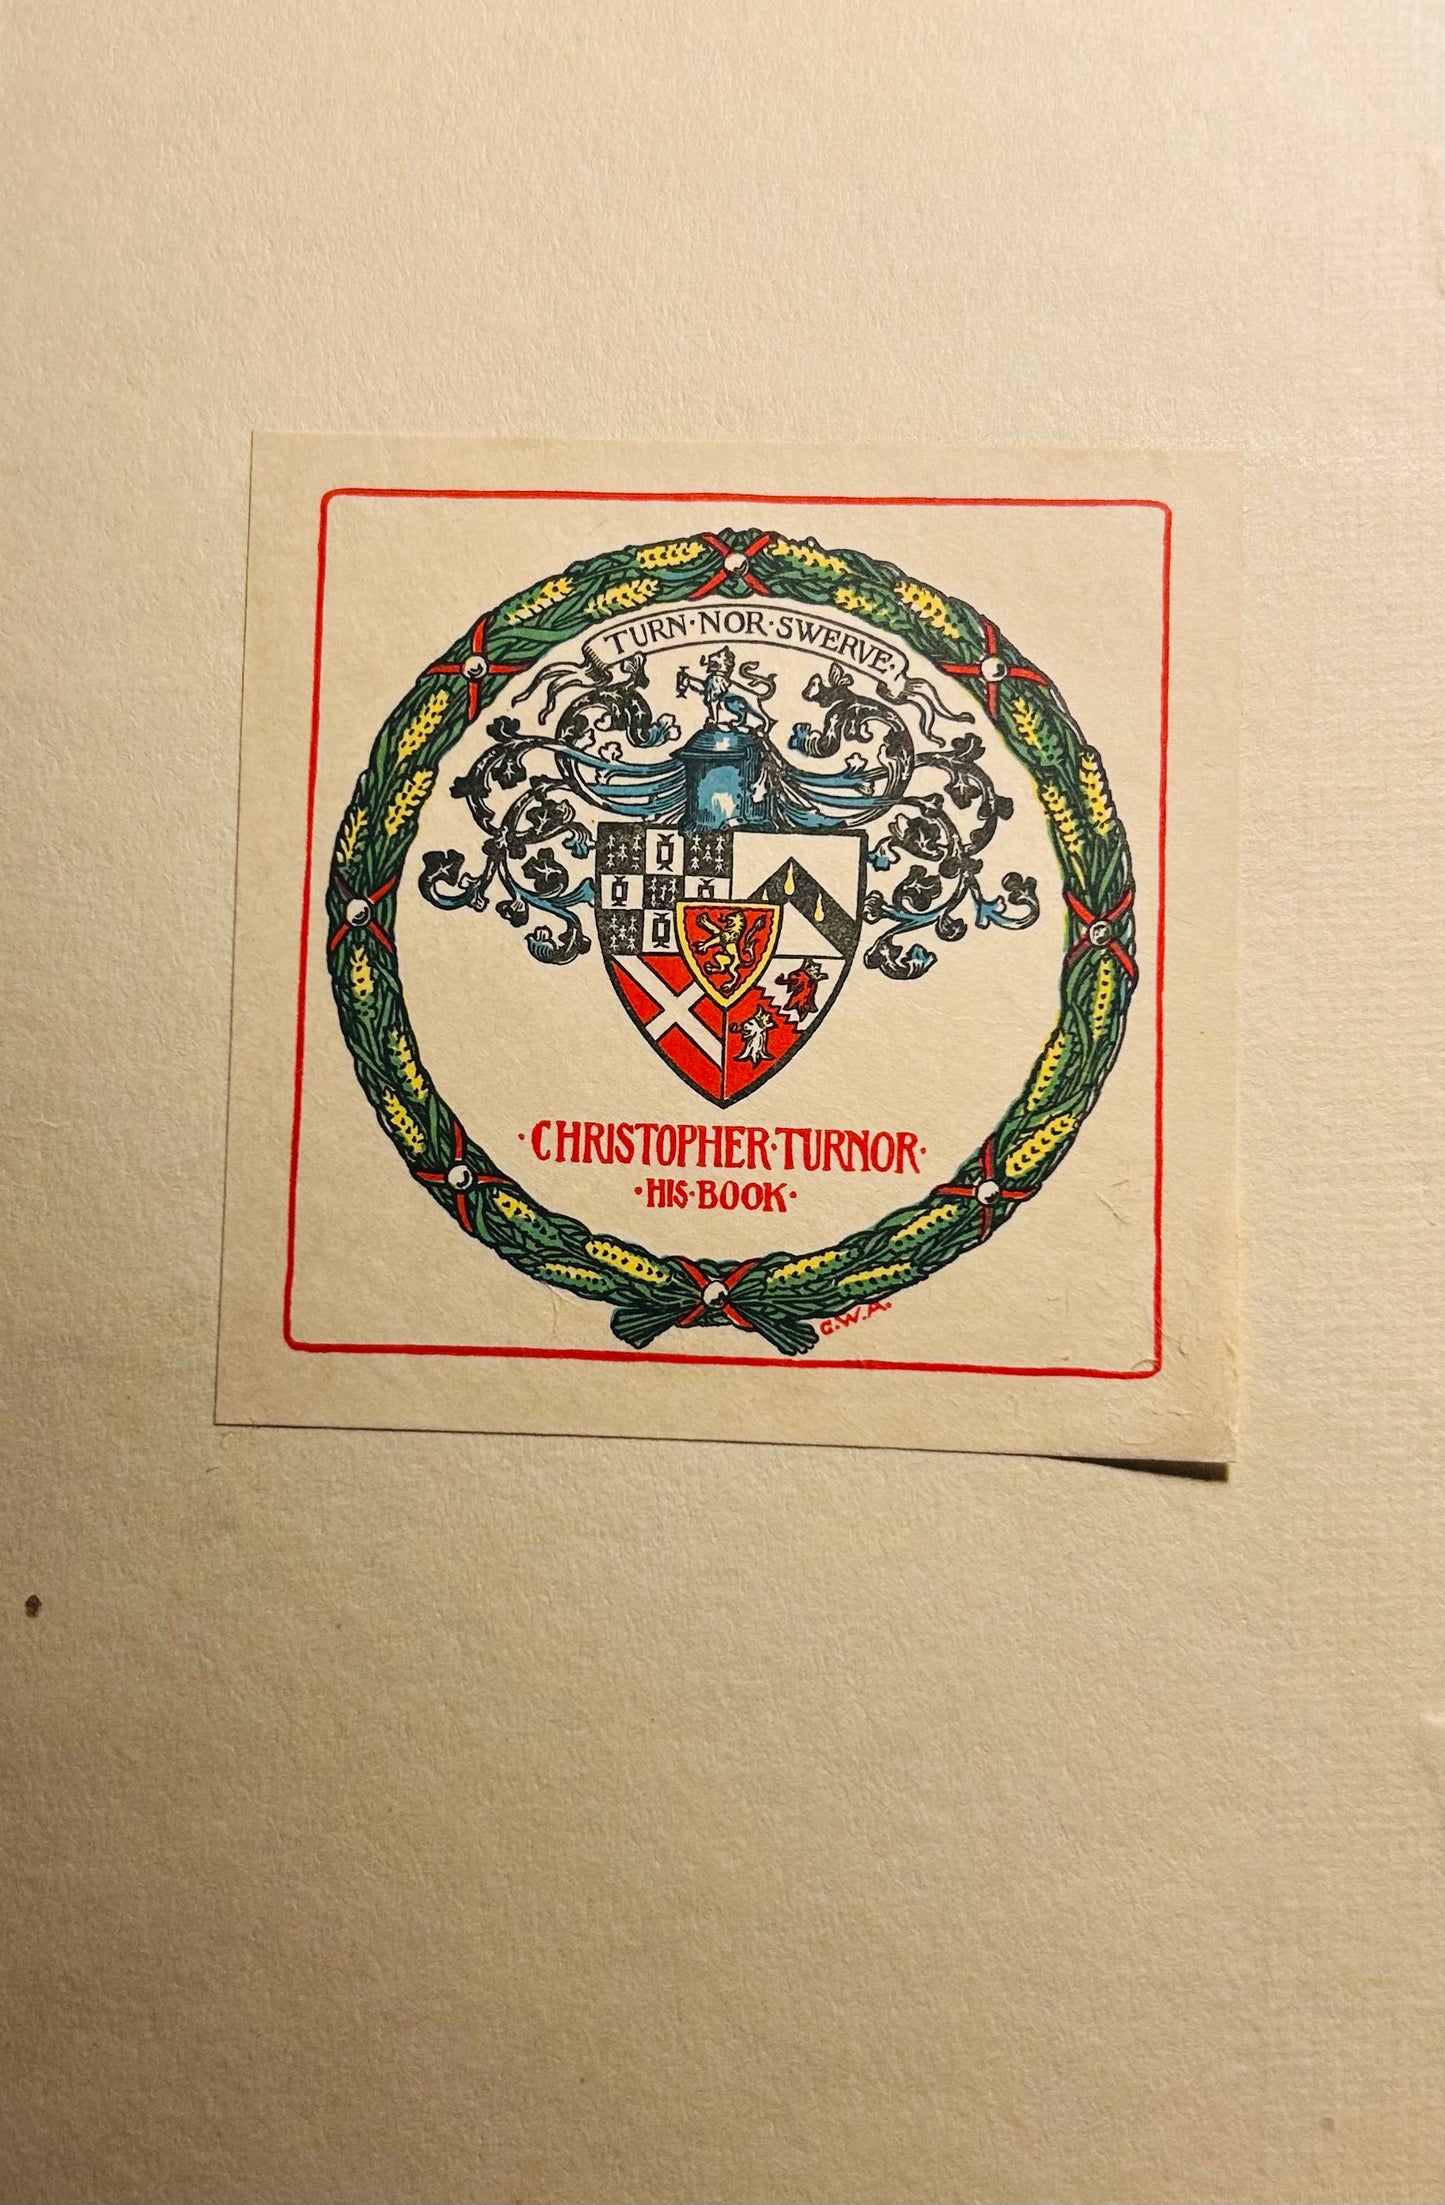 TURN·NOR·SWERVE·
·CHRISTOPHER·TURNOR·
·HIS·BOOK·
G.W.A.